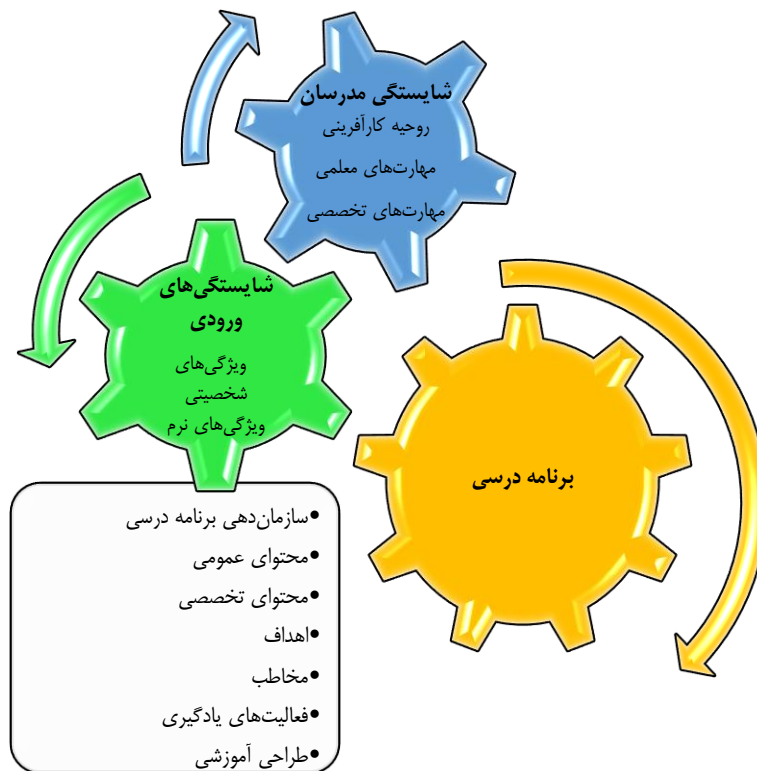 شایستگی مدرسان
روحیه کارآفرینی
مهارت‌های معلمی
مهارت‌های تخصصی
شایستگی‌های
ورودی
ویژگی‌های
شخصیتی
ویژگی‌های نرم
برنامه درسی
•سازمان‌دهی برنامه درسی
•محتوای عمومی
•محتوای تخصصی
•اهداف
•مخاطب
•فعالیت‌های یادگیری
•طراحی آموزشی